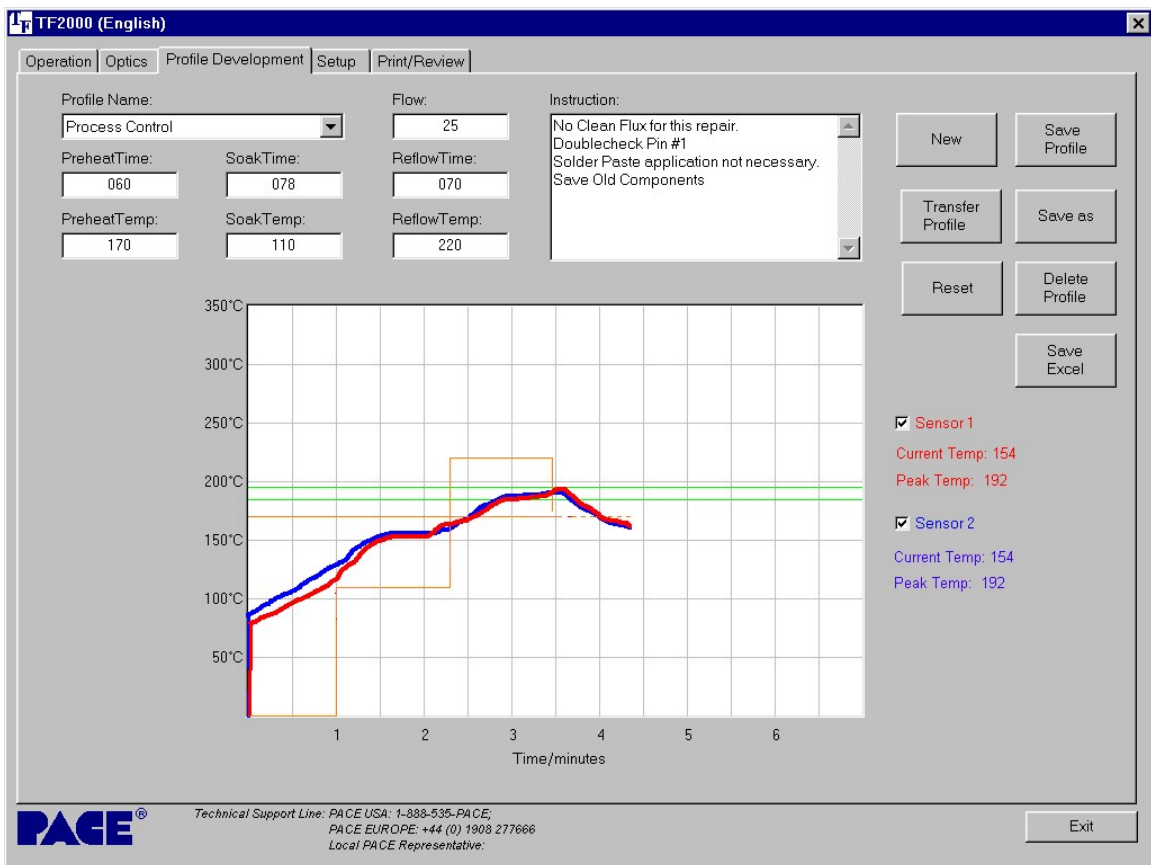 TF TF2000 (English)
Operation Optics Profile Development Setup Print/Review
Profile Name:
Process Control
Flow:
25
Instruction:
No Clean Flux for this repair.
Doublecheck Pin #1
Solder Paste application not necessary.
Save Old Components
PreheatTime:
060
SoakTime:
078
ReflowTime:
070
PreheatTemp:
170
SoakTemp:
110
ReflowTemp:
220
New
Save
Profile
Transfer
Profile
Save as
Reset
Delete
Profile
Save
Excel
350°C
300°C
250°C
200°C
150°C
100°C
50°C
1 2 3 4 5 6
Time/minutes
Sensor 1
Current Temp: 154
Peak Temp: 192
Sensor 2
Current Temp: 154
Peak Temp: 192
PACE®
Technical Support Line: PACE USA: 1-888-535-PACE;
PACE EUROPE: +44 (0) 1908 277666
Local PACE Representative:
Exit